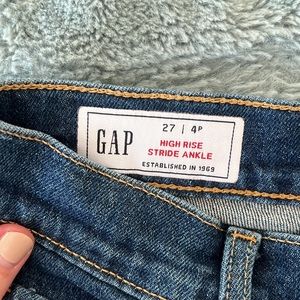 GAP
27 | 4P
HIGH RISE
STRIDE ANKLE
ESTABLISHED IN 1969